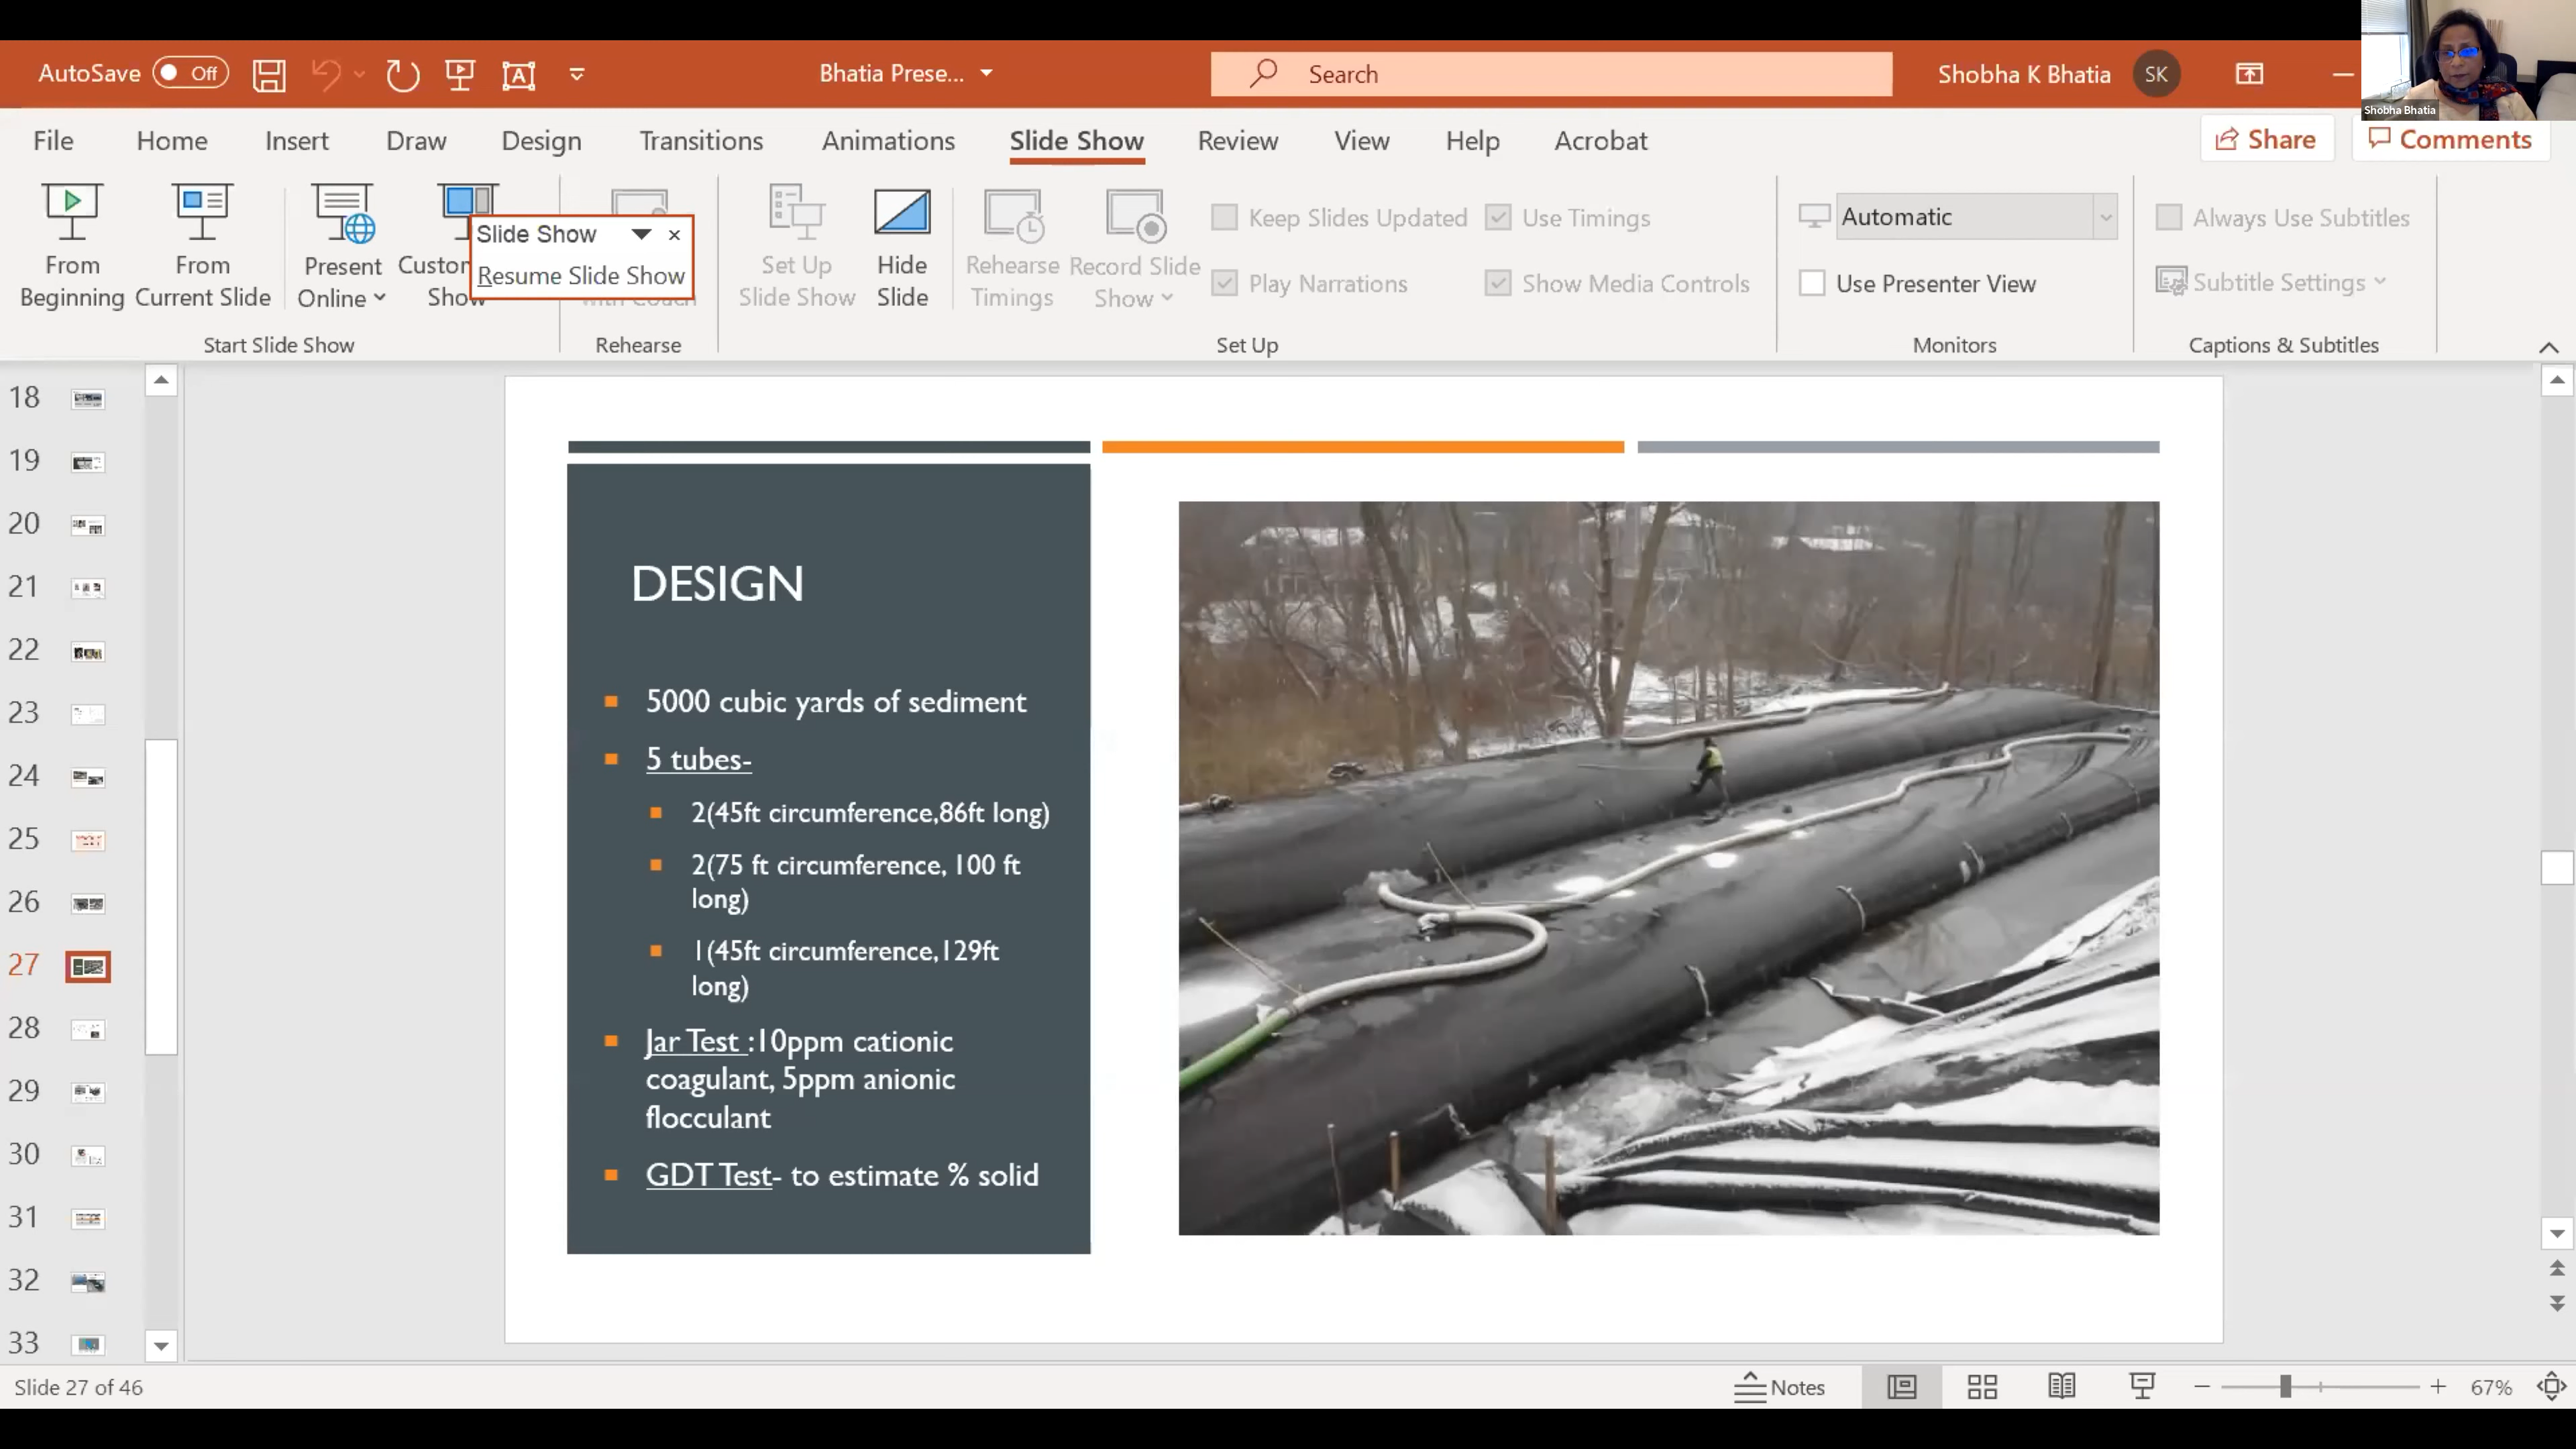 AutoSave Off
Bhatia Prese...
Search
Shobha K Bhatia SK
Shobha Bhatia
File Home Insert Draw Design Transitions Animations Slide Show Review View Help Acrobat
Share Comments
From
Beginning
From
Current Slide
Present
Online
Custom
Show
Slide Show
Resume Slide Show
with Coach
Set Up
Slide Show
Hide
Slide
Rehearse
Timings
Record Slide
Show
Keep Slides Updated
Play Narrations
Use Timings
Show Media Controls
Automatic
Use Presenter View
Always Use Subtitles
Subtitle Settings
Start Slide Show
Rehearse
Set Up
Monitors
Captions & Subtitles
18
19
20
21
22
23
24
25
26
27
28
29
30
31
32
33
DESIGN
5000 cubic yards of sediment
5 tubes-
2(45ft circumference,86ft long)
2(75 ft circumference, 100 ft
long)
1(45ft circumference,129ft
long)
Jar Test :10ppm cationic
coagulant, 5ppm anionic
flocculant
GDT Test- to estimate % solid
Slide 27 of 46
Notes
67%